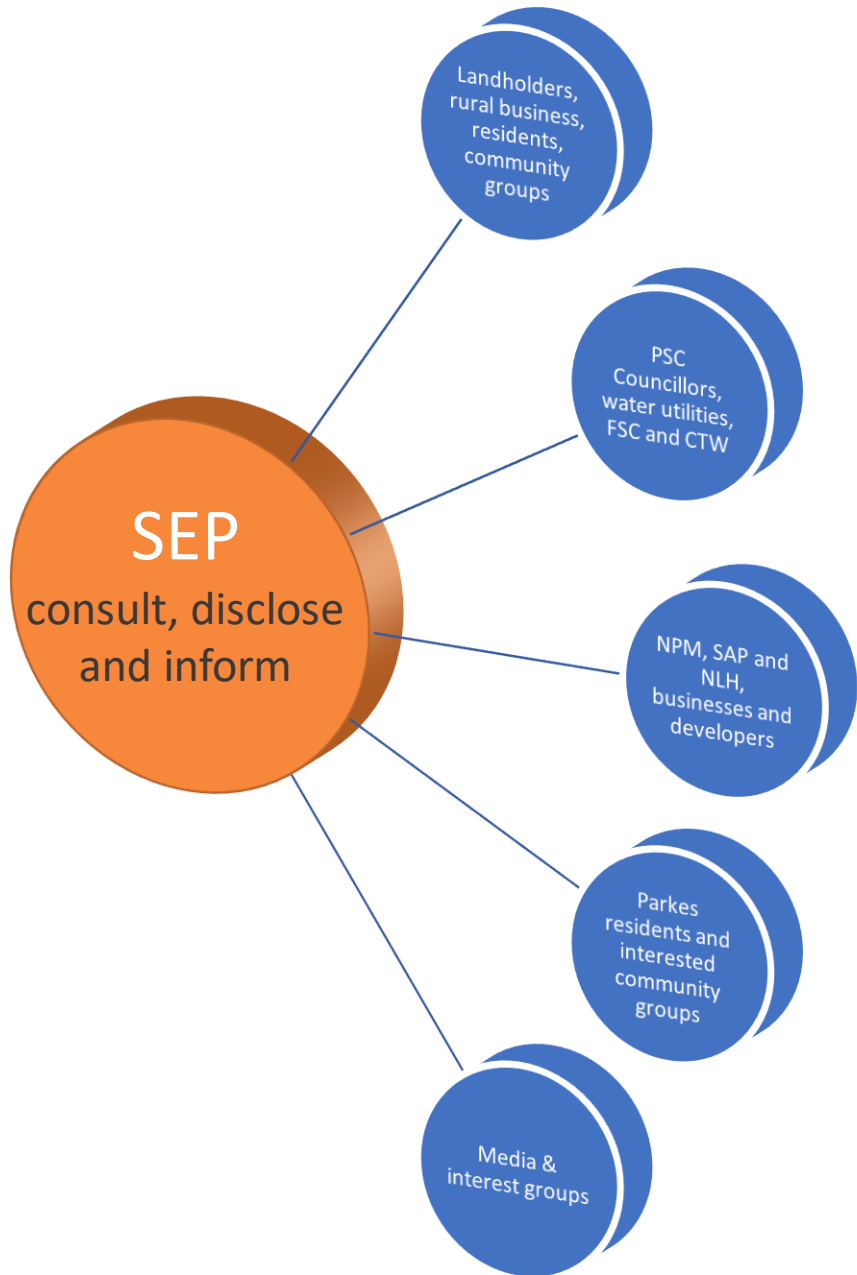 Landholders,
rural business,
residents,
community
groups
PSC
Councillors,
water utilities,
FSC and CTW
SEP
consult, disclose
and inform
NPM, SAP and
NLH,
businesses and
developers
Parkes
residents and
interested
community
groups
Media &
interest groups